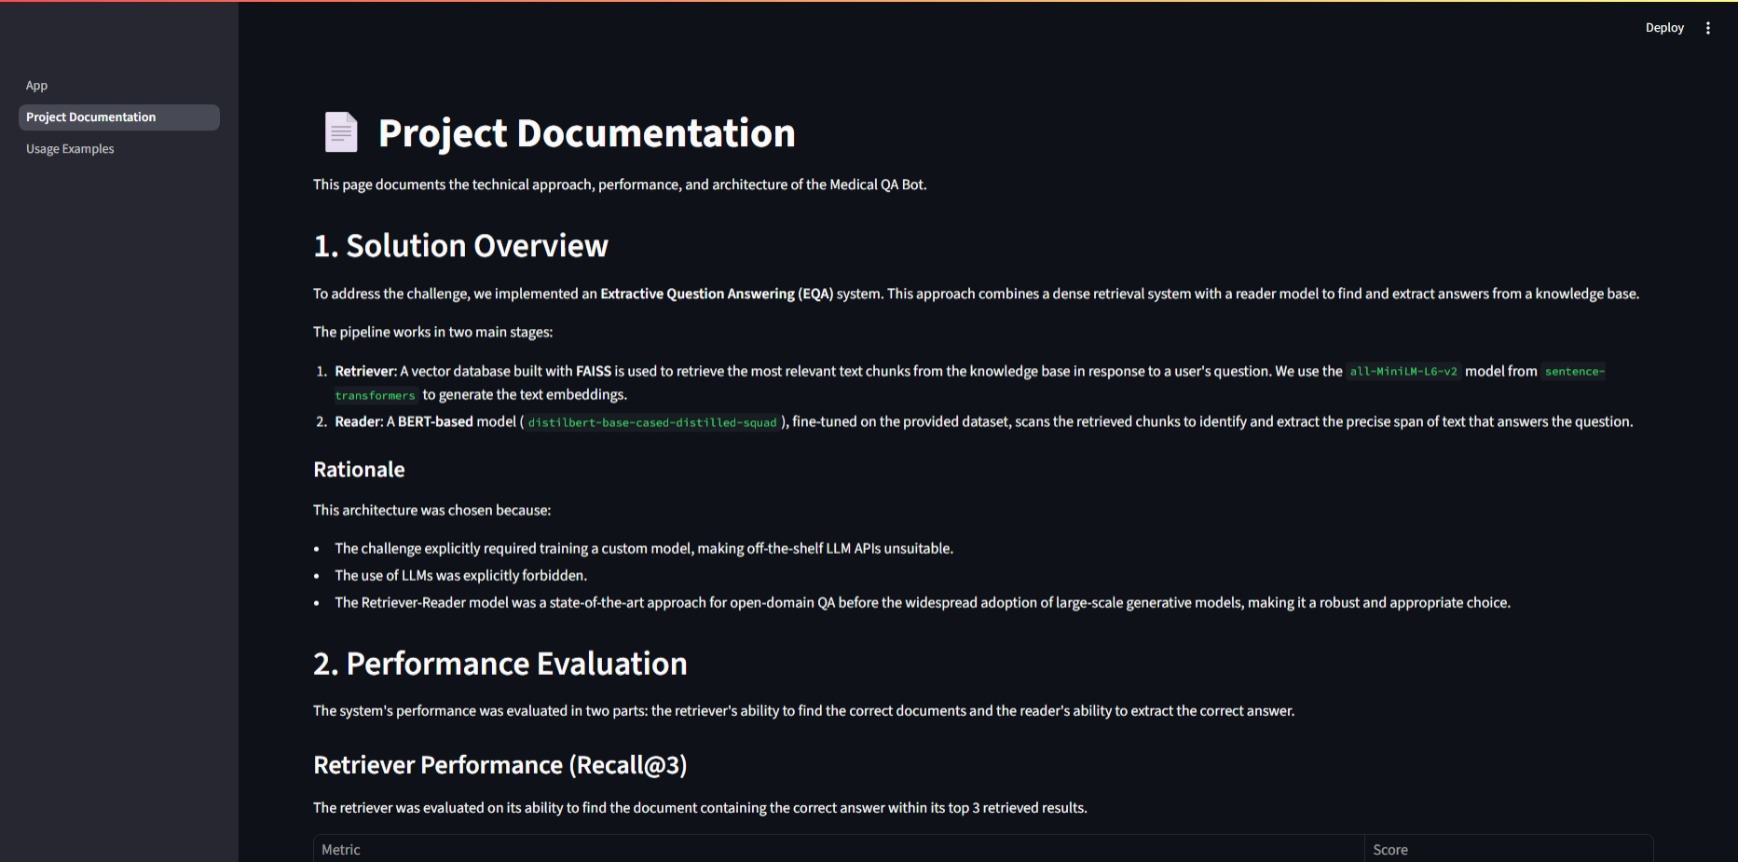 Deploy
App
Project Documentation
Usage Examples
Project Documentation
This page documents the technical approach, performance, and architecture of the Medical QA Bot.
1. Solution Overview
To address the challenge, we implemented an Extractive Question Answering (EQA) system. This approach combines a dense retrieval system with a reader model to find and extract answers from a knowledge base.
The pipeline works in two main stages:
1. Retriever: A vector database built with FAISS is used to retrieve the most relevant text chunks from the knowledge base in response to a user's question. We use the all-MiniLM-L6-v2 model from sentence-
transformers to generate the text embeddings.
2. Reader: A BERT-based model ( distilbert-base-cased-distilled-squad ), fine-tuned on the provided dataset, scans the retrieved chunks to identify and extract the precise span of text that answers the question.
Rationale
This architecture was chosen because:
• The challenge explicitly required training a custom model, making off-the-shelf LLM APIs unsuitable.
• The use of LLMs was explicitly forbidden.
• The Retriever-Reader model was a state-of-the-art approach for open-domain QA before the widespread adoption of large-scale generative models, making it a robust and appropriate choice.
2. Performance Evaluation
The system's performance was evaluated in two parts: the retriever's ability to find the correct documents and the reader's ability to extract the correct answer.
Retriever Performance (Recall@3)
The retriever was evaluated on its ability to find the document containing the correct answer within its top 3 retrieved results.
Metric Score